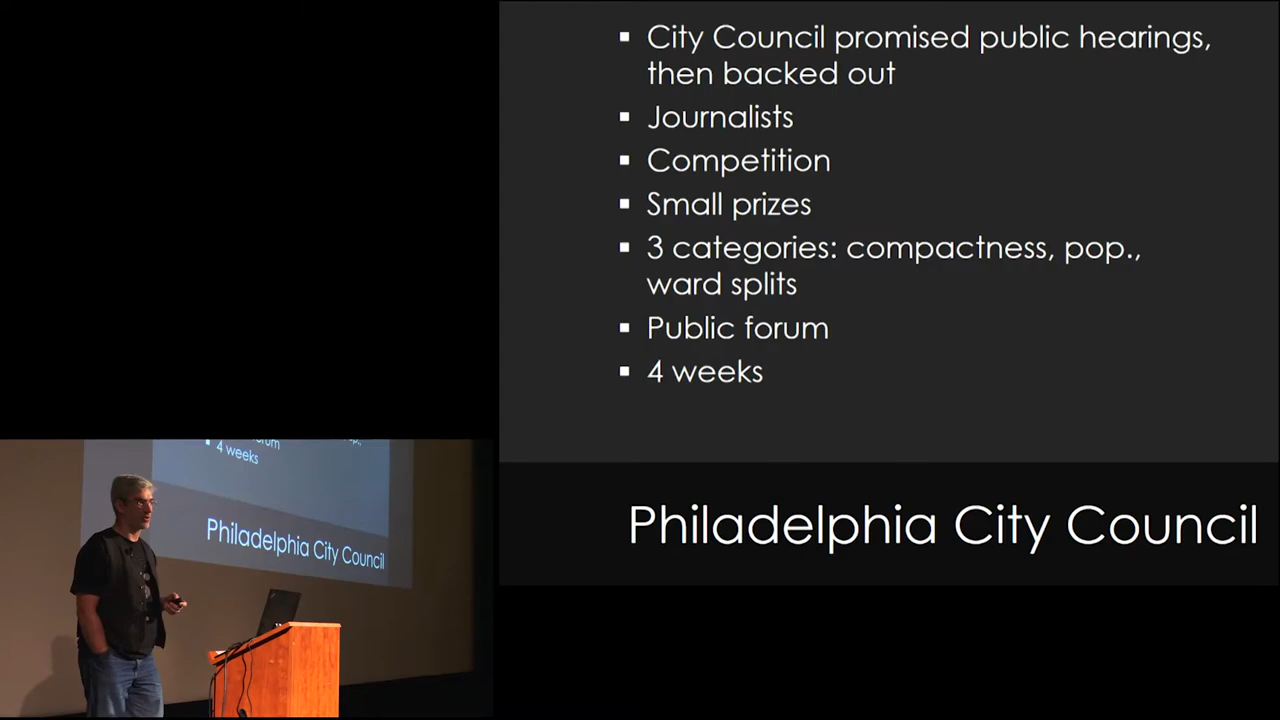 ▪ City Council promised public hearings,
then backed out
▪ Journalists
▪ Competition
▪ Small prizes
▪ 3 categories: compactness, pop.,
ward splits
▪ Public forum
▪ 4 weeks
Philadelphia City Council
▪ 4 weeks
Philadelphia City Council